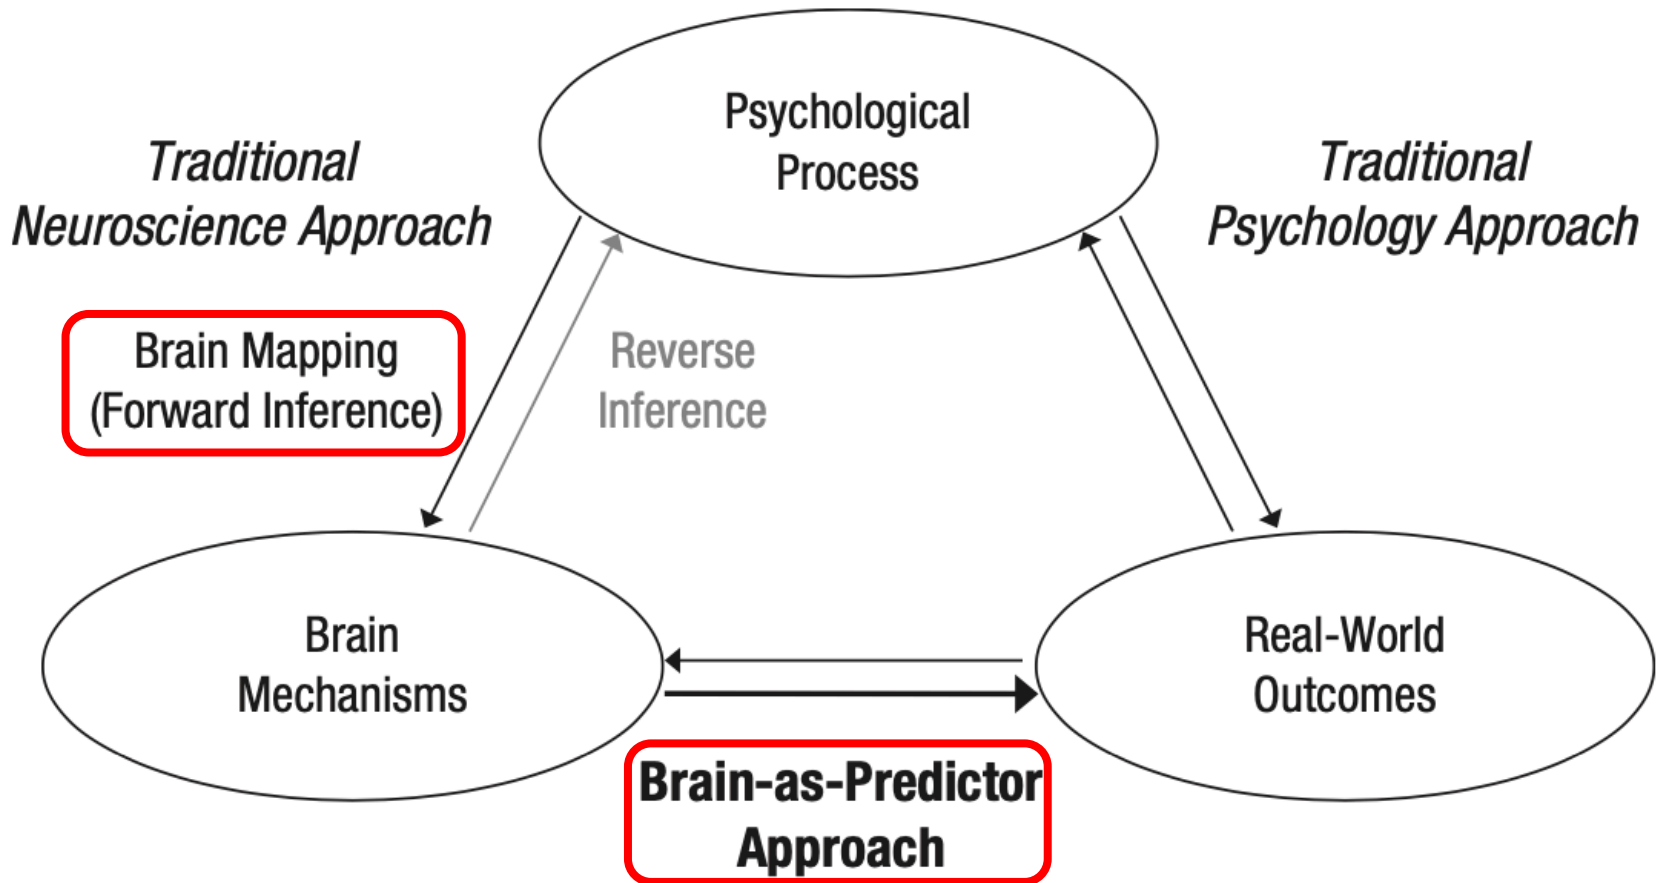 Psychological
Process
Traditional
Neuroscience Approach
Traditional
Psychology Approach
Brain Mapping
(Forward Inference)
Reverse
Inference
Brain
Mechanisms
Real-World
Outcomes
Brain-as-Predictor
Approach